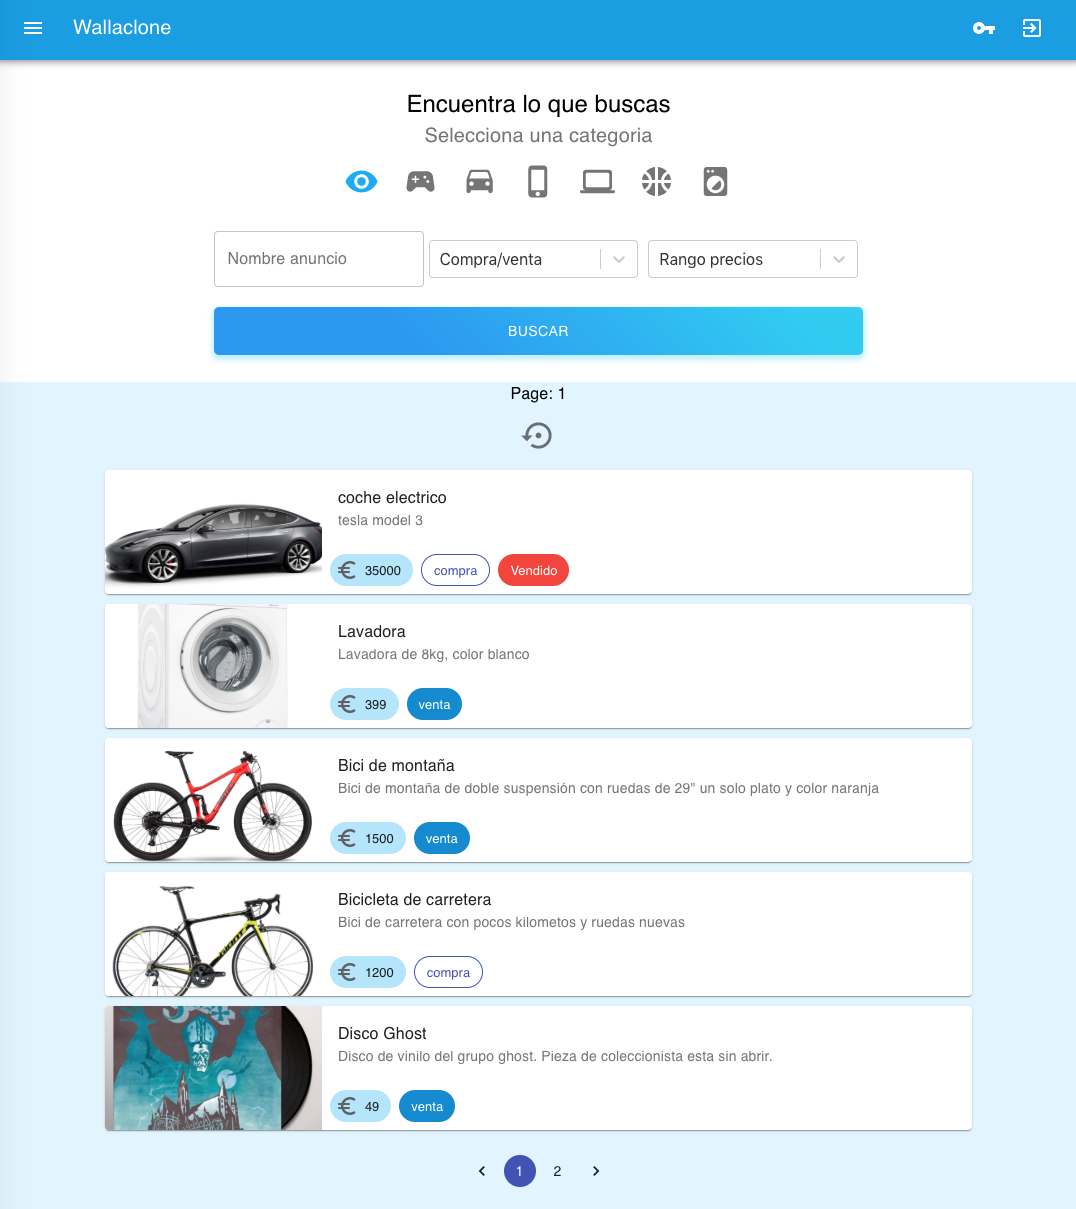 Wallaclone
Encuentra lo que buscas
Selecciona una categoria
Nombre anuncio
Compra/venta
Rango precios
BUSCAR
Page: 1
coche electrico
tesla model 3
€ 35000 compra Vendido
Lavadora
Lavadora de 8kg, color blanco
€ 399 venta
Bici de montaña
Bici de montaña de doble suspensión con ruedas de 29" un solo plato y color naranja
€ 1500 venta
Bicicleta de carretera
Bici de carretera con pocos kilometos y ruedas nuevas
€ 1200 compra
Disco Ghost
Disco de vinilo del grupo ghost. Pieza de coleccionista esta sin abrir.
€ 49 venta
1 2